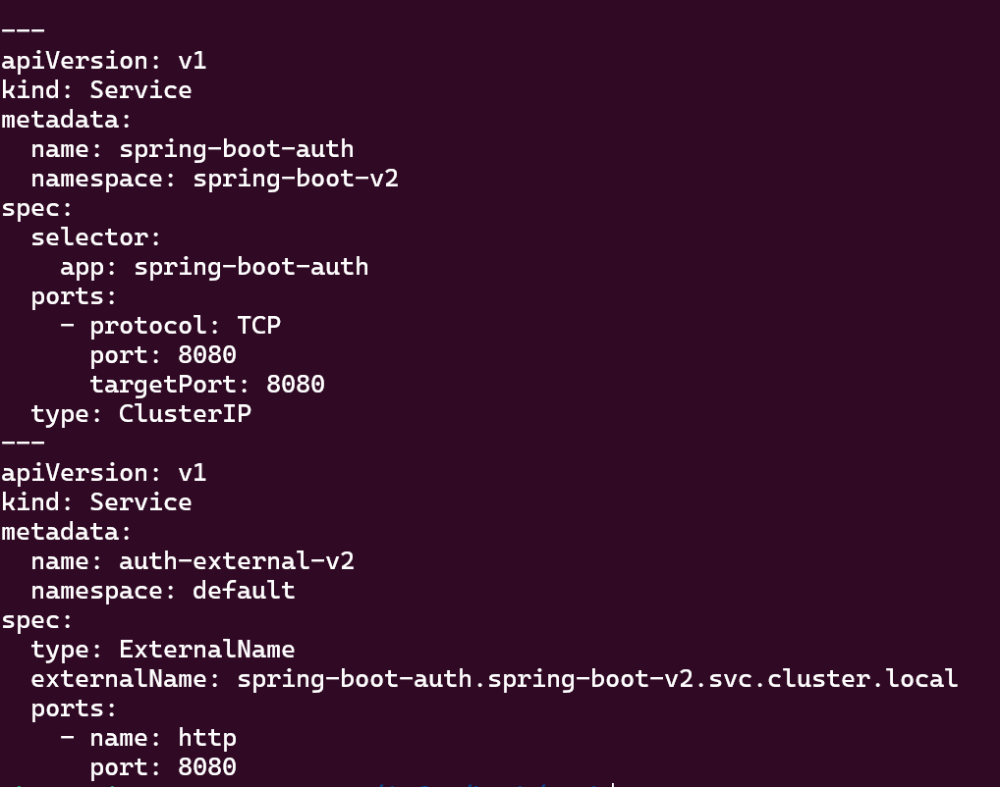 ---
apiVersion: v1
kind: Service
metadata:
  name: spring-boot-auth
  namespace: spring-boot-v2
spec:
  selector:
    app: spring-boot-auth
  ports:
    - protocol: TCP
      port: 8080
      targetPort: 8080
  type: ClusterIP
---
apiVersion: v1
kind: Service
metadata:
  name: auth-external-v2
  namespace: default
spec:
  type: ExternalName
  externalName: spring-boot-auth.spring-boot-v2.svc.cluster.local
  ports:
    - name: http
      port: 8080